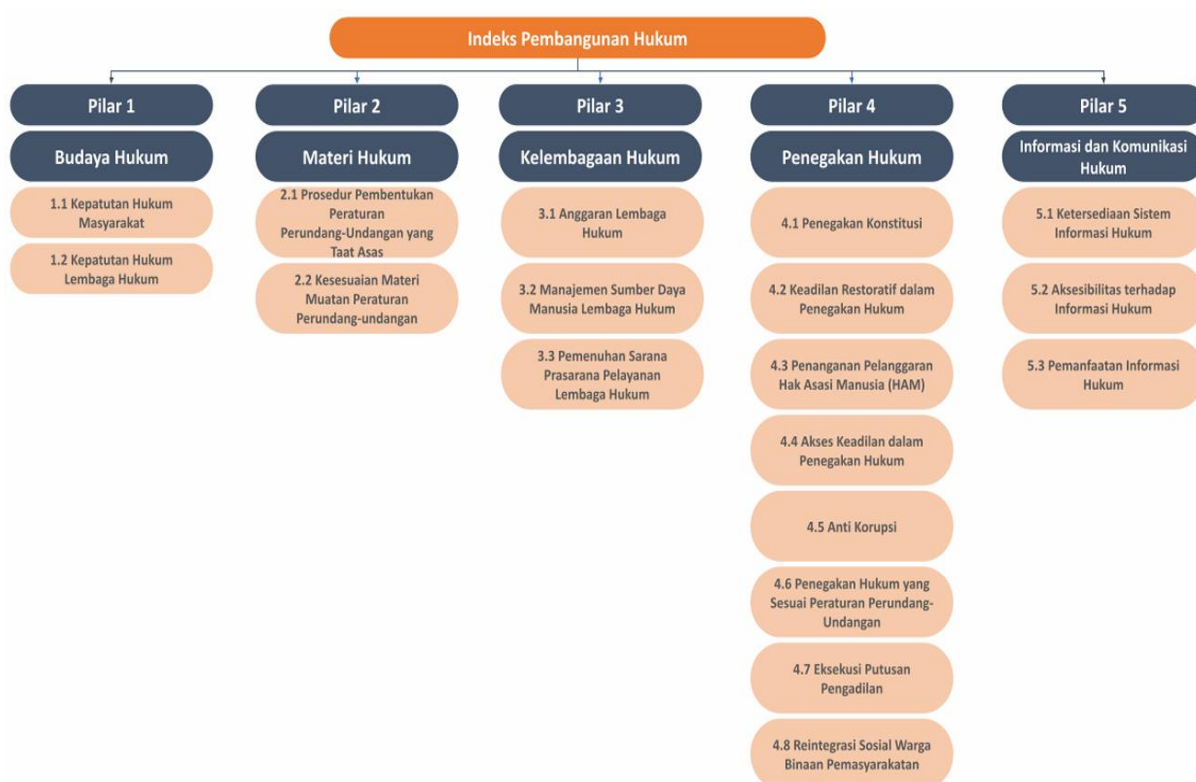 Indeks Pembangunan Hukum
Pilar 1
Budaya Hukum
1.1 Kepatutan Hukum
Masyarakat
1.2 Kepatutan Hukum
Lembaga Hukum
Pilar 2
Materi Hukum
2.1 Prosedur Pembentukan
Peraturan
Perundang-Undangan yang
Taat Asas
2.2 Kesesuaian Materi
Muatan Peraturan
Perundang-undangan
Pilar 3
Kelembagaan Hukum
3.1 Anggaran Lembaga
Hukum
3.2 Manajemen Sumber Daya
Manusia Lembaga Hukum
3.3 Pemenuhan Sarana
Prasarana Pelayanan
Lembaga Hukum
Pilar 4
Penegakan Hukum
4.1 Penegakan Konstitusi
4.2 Keadilan Restoratif dalam
Penegakan Hukum
4.3 Penanganan Pelanggaran
Hak Asasi Manusia (HAM)
4.4 Akses Keadilan dalam
Penegakan Hukum
4.5 Anti Korupsi
4.6 Penegakan Hukum yang
Sesuai Peraturan Perundang-
Undangan
4.7 Eksekusi Putusan
Pengadilan
4.8 Reintegrasi Sosial Warga
Binaan Pemasyarakatan
Pilar 5
Informasi dan Komunikasi
Hukum
5.1 Ketersediaan Sistem
Informasi Hukum
5.2 Aksesibilitas terhadap
Informasi Hukum
5.3 Pemanfaatan Informasi
Hukum